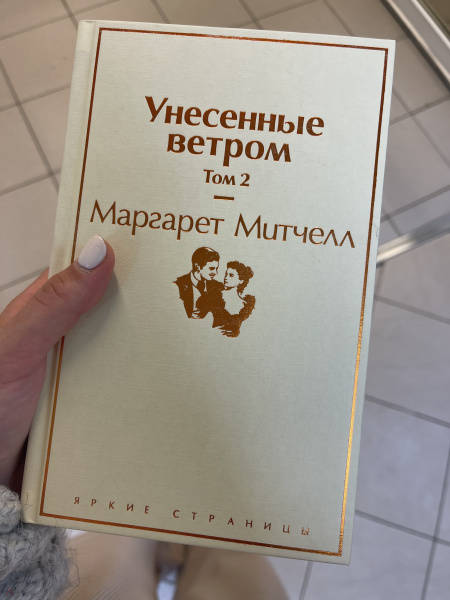 Унесенные
ветром
Том 2
Маргарет Митчелл
ЯРКИЕ СТРАНИЦЫ